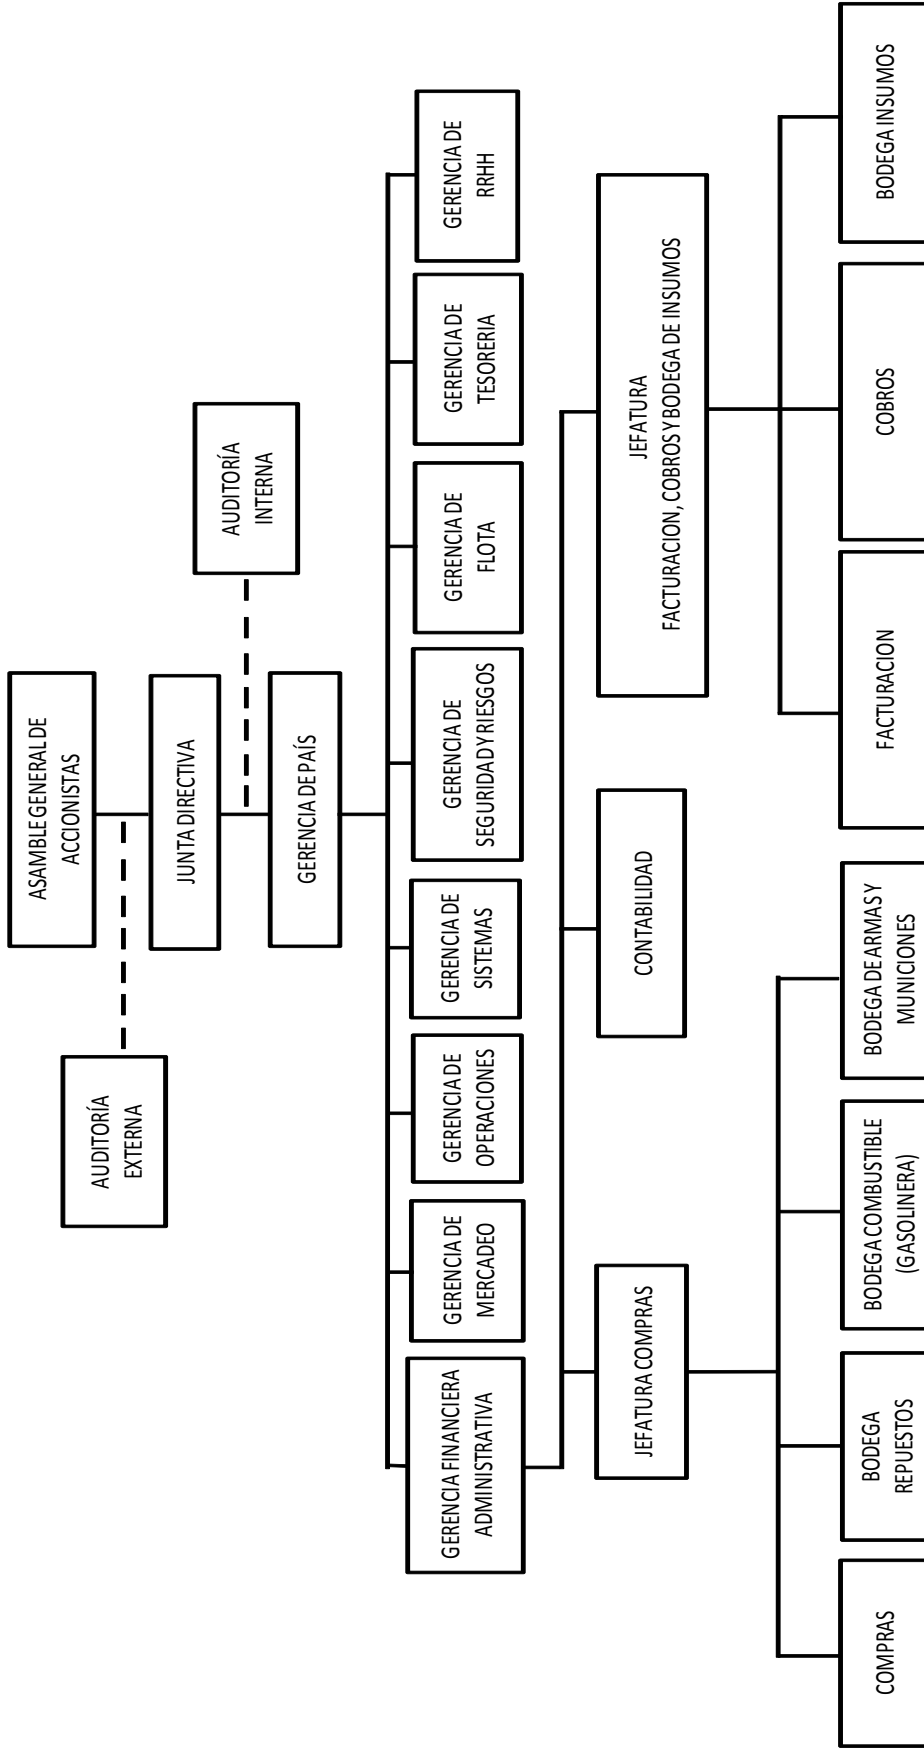 ASAMBLE GENERAL DE
ACCIONISTAS
AUDITORÍA
EXTERNA
JUNTA DIRECTIVA
AUDITORÍA
INTERNA
GERENCIA DE PAÍS
GERENCIA FINANCIERA
ADMINISTRATIVA
GERENCIA DE
MERCADEO
GERENCIA DE
OPERACIONES
GERENCIA DE
SISTEMAS
GERENCIA DE
SEGURIDAD Y RIESGOS
GERENCIA DE
FLOTA
GERENCIA DE
TESORERIA
GERENCIA DE
RRHH
JEFATURA COMPRAS
CONTABILIDAD
JEFATURA
FACTURACION, COBROS Y BODEGA DE INSUMOS
COMPRAS
BODEGA
REPUESTOS
BODEGA COMBUSTIBLE
(GASOLINERA)
BODEGA DE ARMAS Y
MUNICIONES
FACTURACION
COBROS
BODEGA INSUMOS